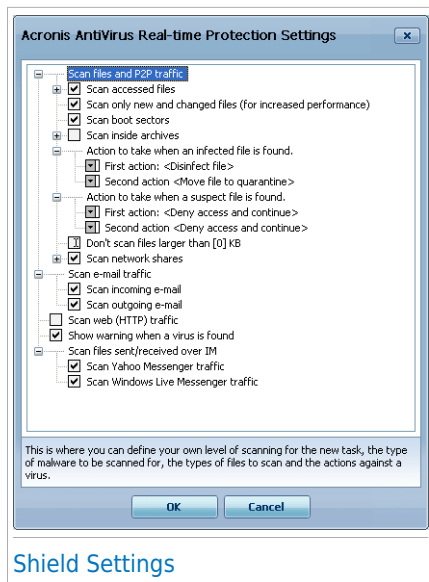 Acronis AntiVirus Real-time Protection Settings
Scan files and P2P traffic
Scan accessed files
Scan only new and changed files (for increased performance)
Scan boot sectors
Scan inside archives
Action to take when an infected file is found.
First action: <Disinfect file>
Second action <Move file to quarantine>
Action to take when a suspect file is found.
First action: <Deny access and continue>
Second action <Deny access and continue>
Don't scan files larger than [0] KB
Scan network shares
Scan e-mail traffic
Scan incoming e-mail
Scan outgoing e-mail
Scan web (HTTP) traffic
Show warning when a virus is found
Scan files sent/received over IM
Scan Yahoo Messenger traffic
Scan Windows Live Messenger traffic
This is where you can define your own level of scanning for the new task, the type
of malware to be scanned for, the types of files to scan and the actions against a
virus.
OK Cancel
Shield Settings